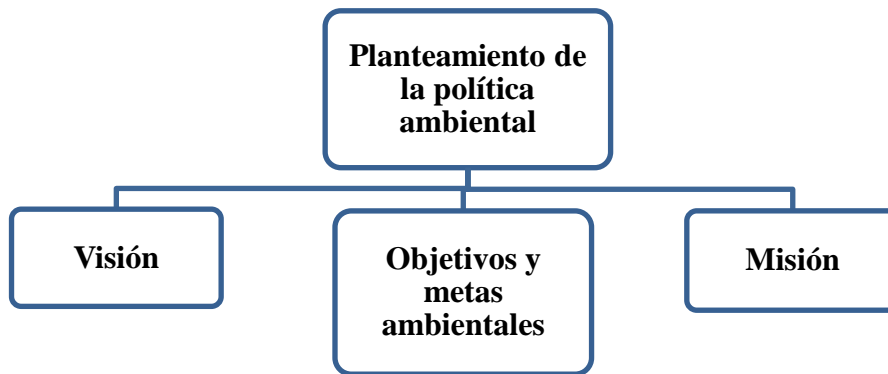 Planteamiento de
la política
ambiental
Visión
Objetivos y
metas
ambientales
Misión